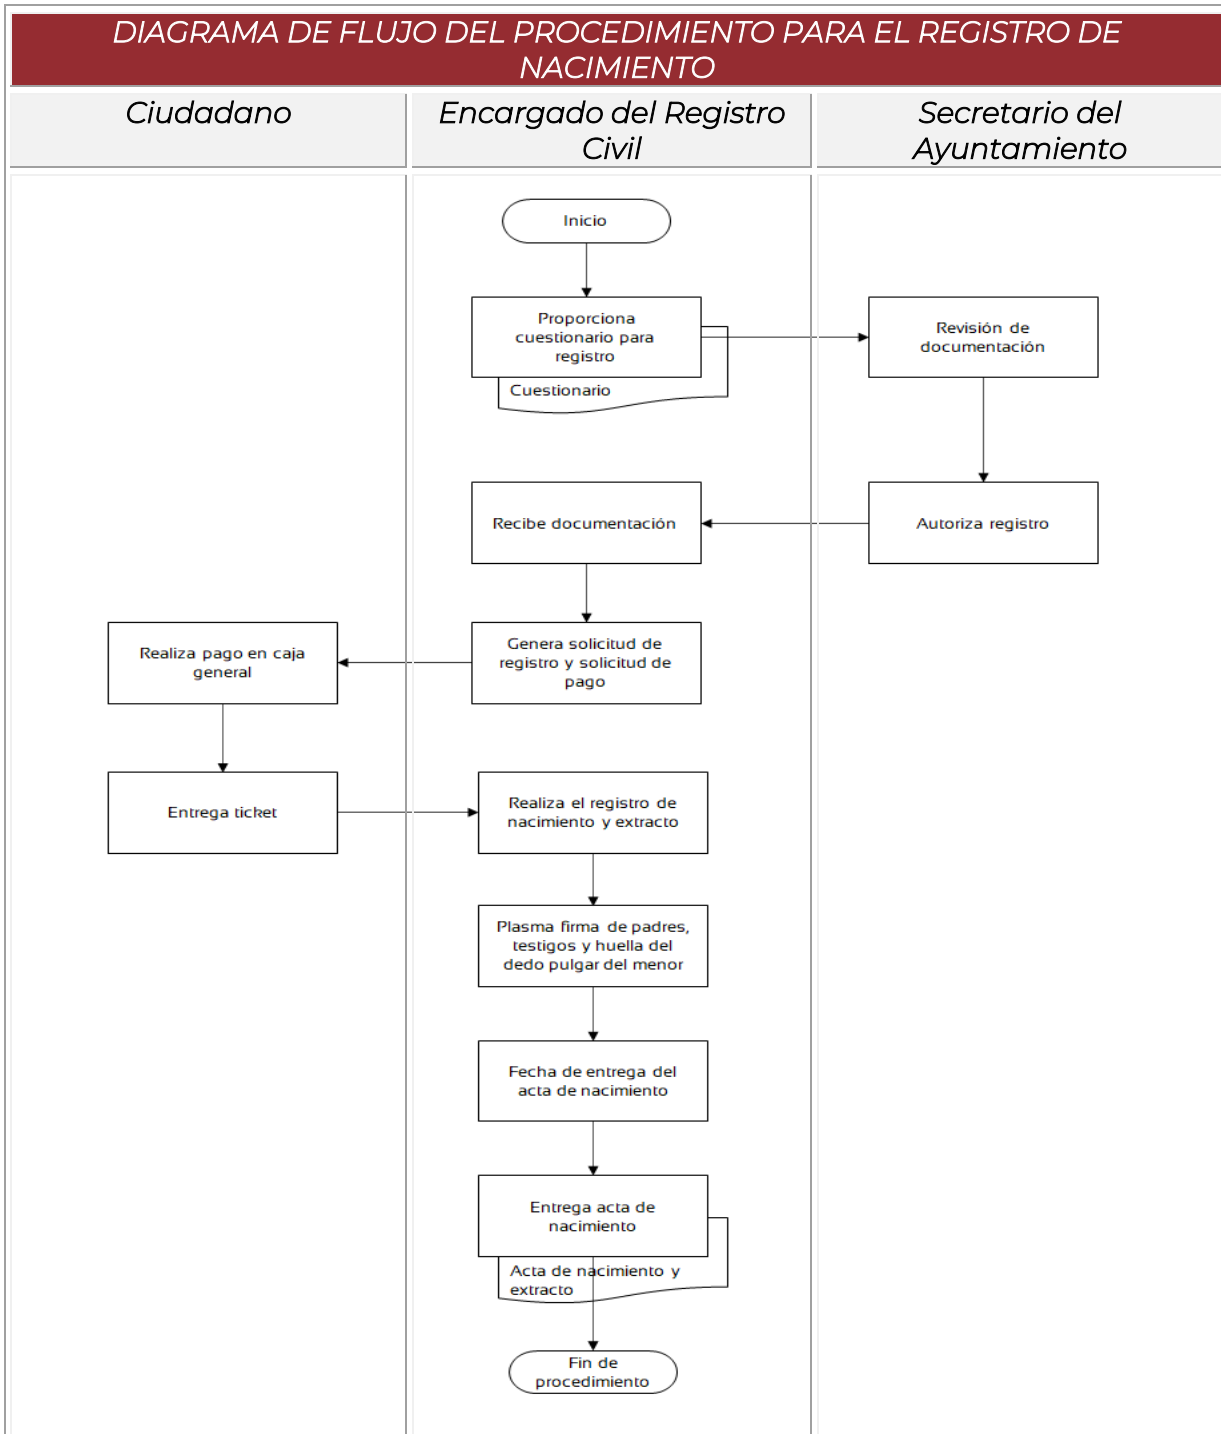 DIAGRAMA DE FLUJO DEL PROCEDIMIENTO PARA EL REGISTRO DE
NACIMIENTO
Ciudadano
Encargado del Registro
Civil
Secretario del
Ayuntamiento
Inicio
Proporciona
cuestionario para
registro
Cuestionario
Revisión de
documentación
Autoriza registro
Recibe documentación
Genera solicitud de
registro y solicitud de
pago
Realiza pago en caja
general
Entrega ticket
Realiza el registro de
nacimiento y extracto
Plasma firma de padres,
testigos y huella del
dedo pulgar del menor
Fecha de entrega del
acta de nacimiento
Entrega acta de
nacimiento
Acta de nacimiento y
extracto
Fin de
procedimiento